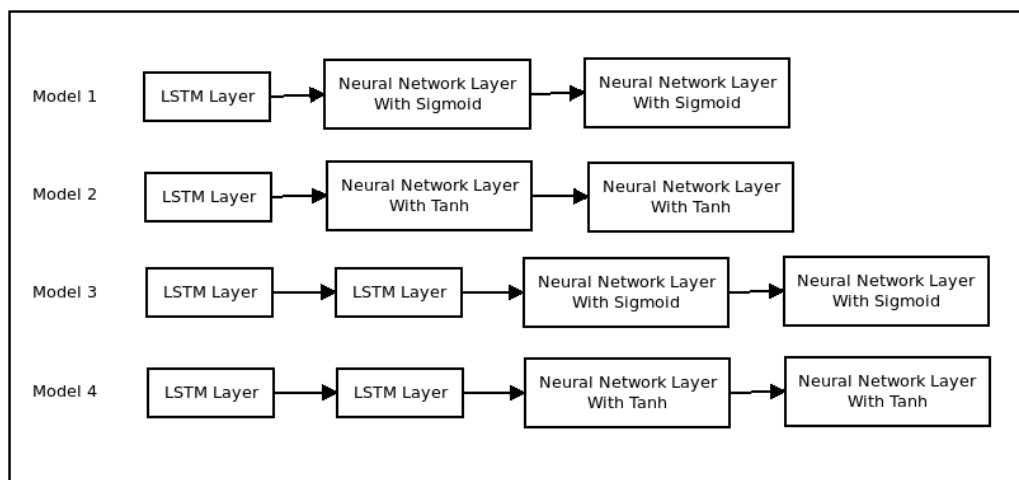 Model 1
LSTM Layer
Neural Network Layer
With Sigmoid
Neural Network Layer
With Sigmoid
Model 2
LSTM Layer
Neural Network Layer
With Tanh
Neural Network Layer
With Tanh
Model 3
LSTM Layer
LSTM Layer
Neural Network Layer
With Sigmoid
Neural Network Layer
With Sigmoid
Model 4
LSTM Layer
LSTM Layer
Neural Network Layer
With Tanh
Neural Network Layer
With Tanh